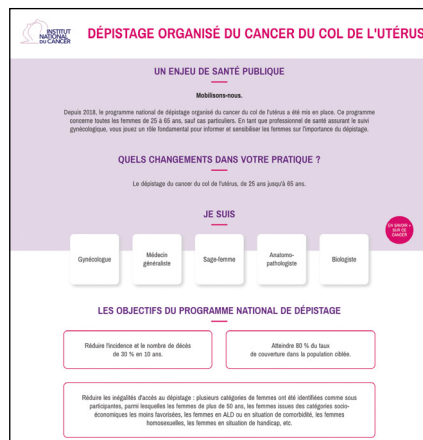 INSTITUT
NATIONAL
DU CANCER
DÉPISTAGE ORGANISÉ DU CANCER DU COL DE L'UTÉRUS
UN ENJEU DE SANTÉ PUBLIQUE
Mobilisons-nous.
Depuis 2018, le programme national de dépistage organisé du cancer du col de l'utérus a été mis en place. Ce programme
concerne toutes les femmes de 25 à 65 ans, sauf cas particuliers. En tant que professionnel de santé assurant le suivi
gynécologique, vous jouez un rôle fondamental pour informer et sensibiliser les femmes sur l'importance du dépistage.
QUELS CHANGEMENTS DANS VOTRE PRATIQUE ?
Le dépistage du cancer du col de l'utérus, de 25 ans jusqu'à 65 ans.
JE SUIS
EN SAVOIR +
SUR CE
CANCER
Gynécologue
Médecin
généraliste
Sage-femme
Anatomo-
pathologiste
Biologiste
LES OBJECTIFS DU PROGRAMME NATIONAL DE DÉPISTAGE
Réduire l'incidence et le nombre de décès
de 30 % en 10 ans.
Atteindre 80 % du taux
de couverture dans la population ciblée.
Réduire les inégalités d'accès au dépistage : plusieurs catégories de femmes ont été identifiées comme sous
participantes, parmi lesquelles les femmes de plus de 50 ans, les femmes issues des catégories socio-
économiques les moins favorisées, les femmes en ALD ou en situation de comorbidité, les femmes
homosexuelles, les femmes en situation de handicap, etc.